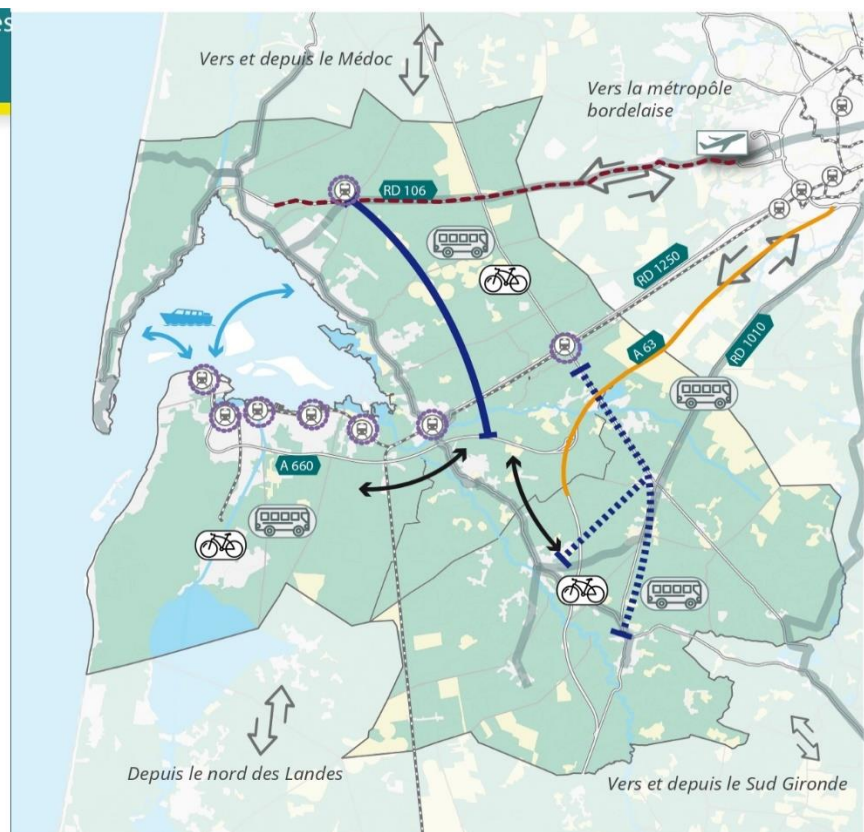 Vers et depuis le Médoc
Vers la métropole
bordelaise
RD 106
RD 1250
A 63
RD 1010
A 660
Depuis le nord des Landes
Vers et depuis le Sud Gironde